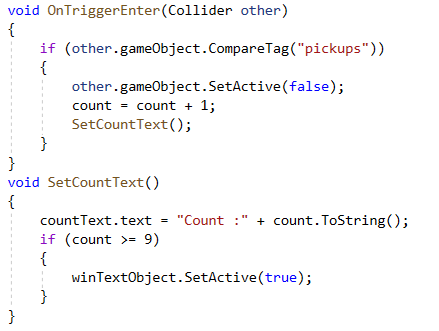 void OnTriggerEnter(Collider other)
{
    if (other.gameObject.CompareTag("pickups"))
    {
        other.gameObject.SetActive(false);
        count = count + 1;
        SetCountText();
    }
}
void SetCountText()
{
    countText.text = "Count :" + count.ToString();
    if (count >= 9)
    {
        winTextObject.SetActive(true);
    }
}